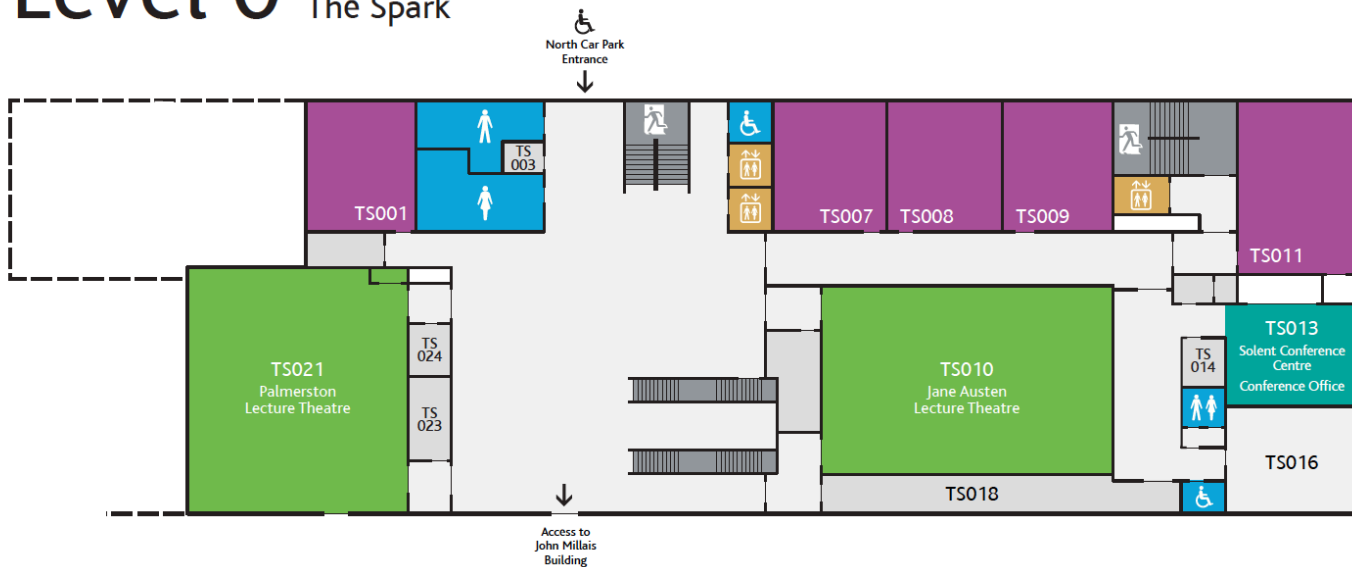 Level 0 The Spark
North Car Park
Entrance
TS
003
TS001
TS007
TS008
TS009
TS011
TS021
Palmerston
Lecture Theatre
TS
024
TS
023
TS010
Jane Austen
Lecture Theatre
TS013
Solent Conference
Centre
Conference Office
TS
014
TS016
TS018
Access to
John Millais
Building